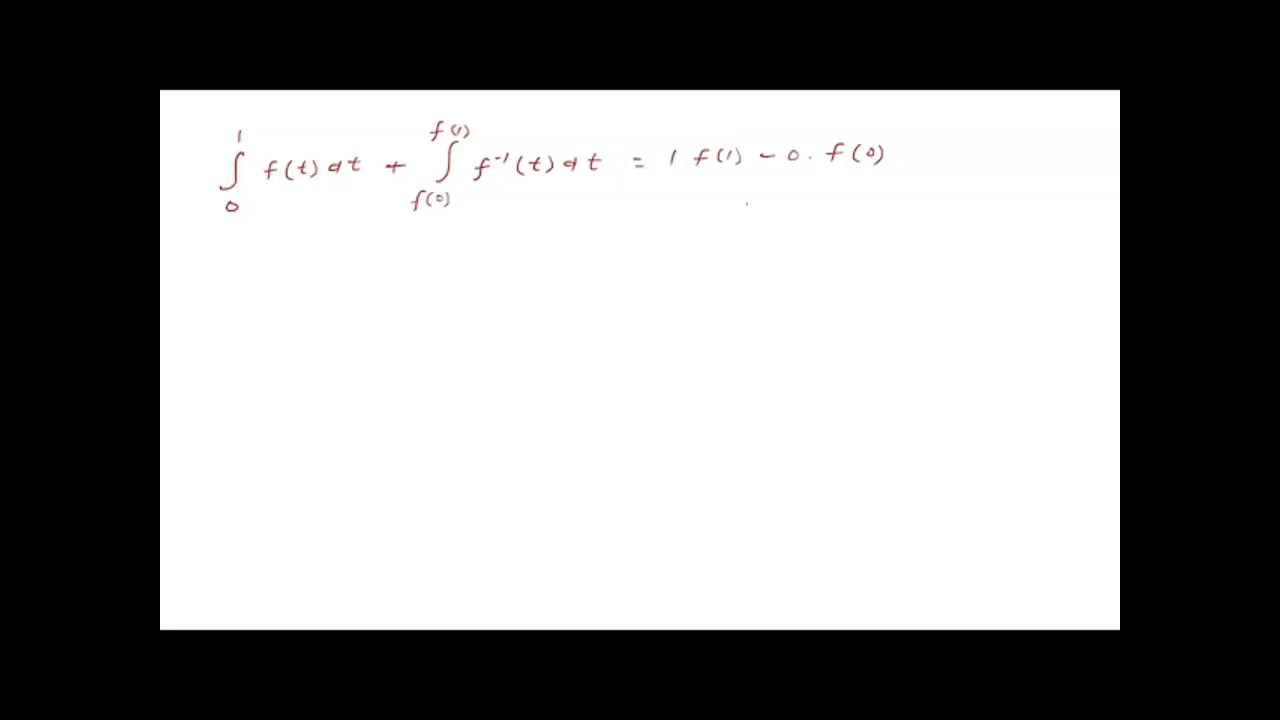 ∫₀¹ f(t) dt + ∫_{f(0)}^{f(1)} f⁻¹(t) dt = 1 f(1) - 0. f(0)